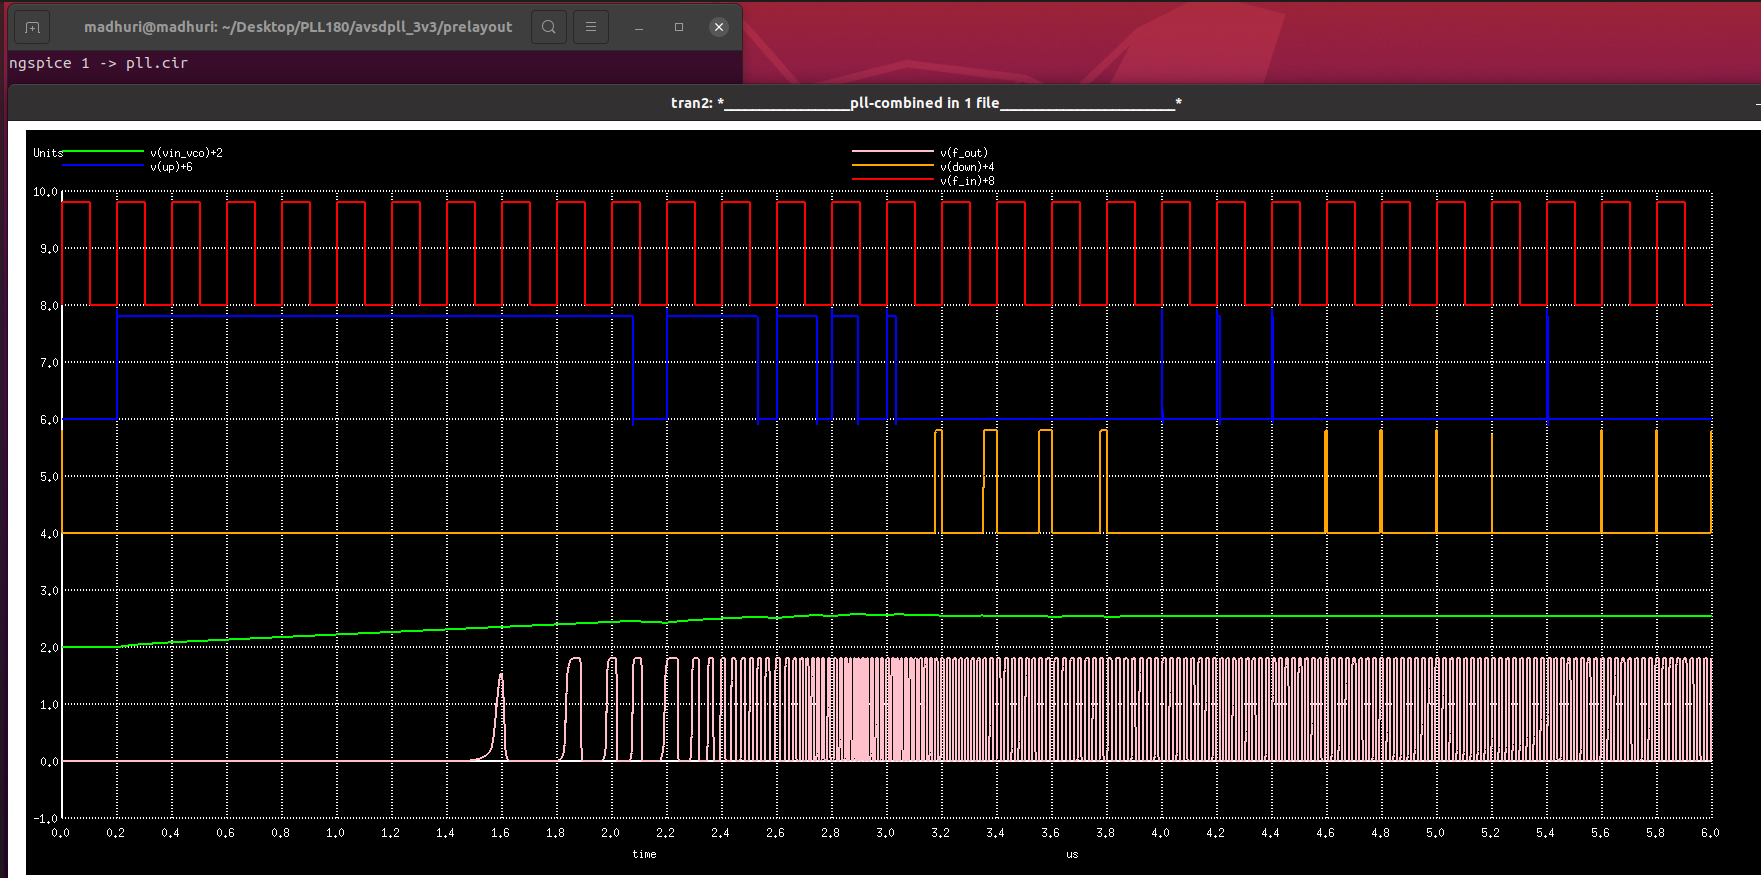 madhuri@madhuri: ~/Desktop/PLL180/avsdpll_3v3/prelayout
ngspice 1 -> pll.cir
tran2: *__________________pll-combined in 1 file_________________________*
Units
v(vin_vco)+2
v(up)+6
v(f_out)
v(down)+4
v(f_in)+8
10.0
9.0
8.0
7.0
6.0
5.0
4.0
3.0
2.0
1.0
0.0
-1.0
0.0 0.2 0.4 0.6 0.8 1.0 1.2 1.4 1.6 1.8 2.0 2.2 2.4 2.6 2.8 3.0 3.2 3.4 3.6 3.8 4.0 4.2 4.4 4.6 4.8 5.0 5.2 5.4 5.6 5.8 6.0
time us